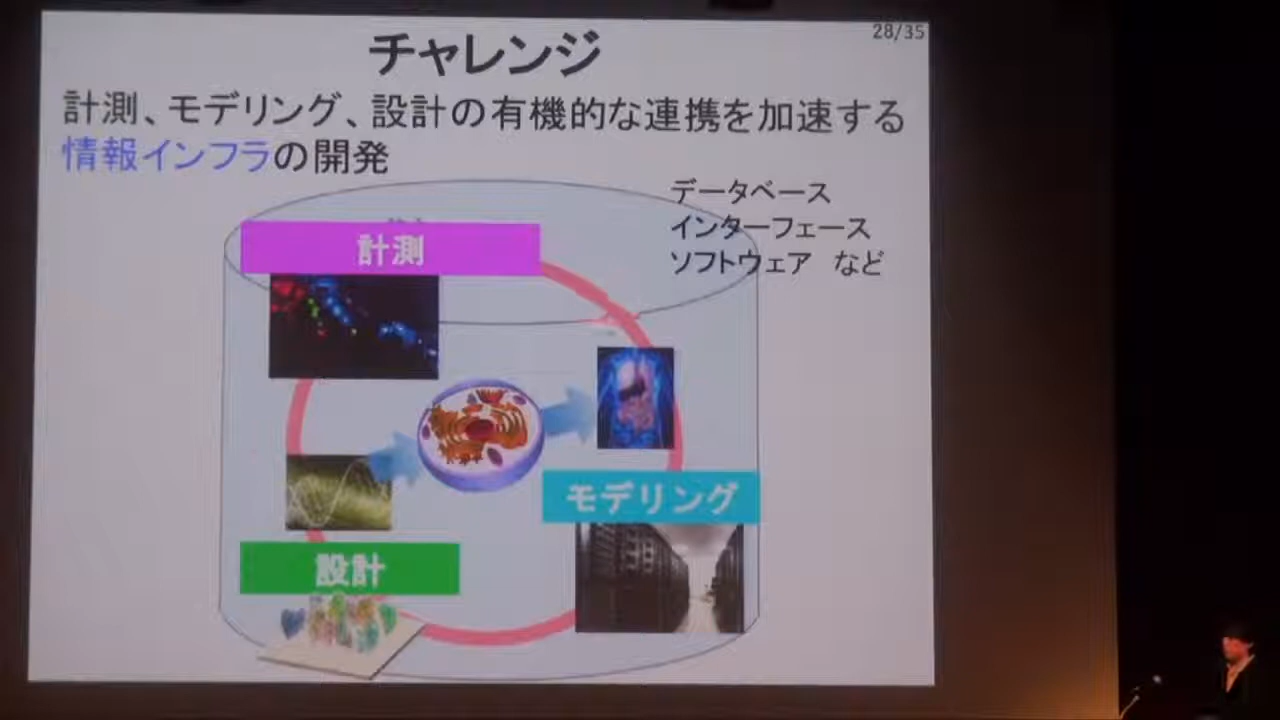 28/35
チャレンジ
計測、モデリング、設計の有機的な連携を加速する
情報インフラの開発
データベース
インターフェース
ソフトウェア など
計測
モデリング
設計